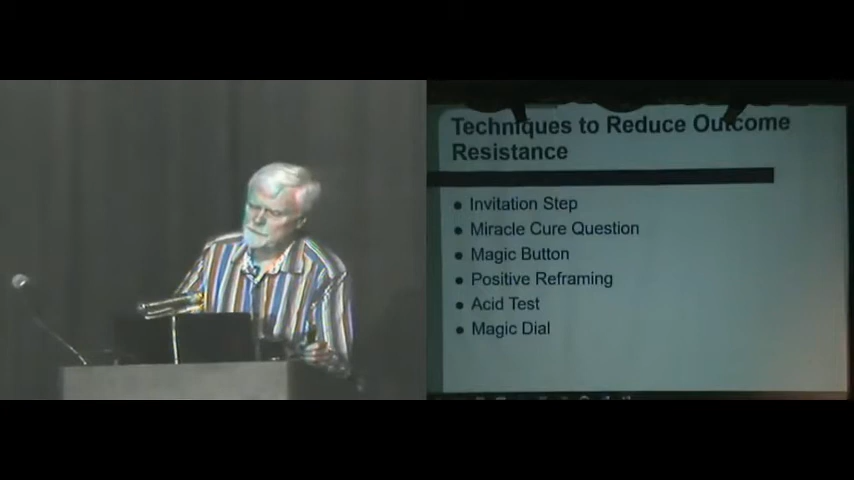 Techniques to Reduce Outcome
Resistance
• Invitation Step
• Miracle Cure Question
• Magic Button
• Positive Reframing
• Acid Test
• Magic Dial